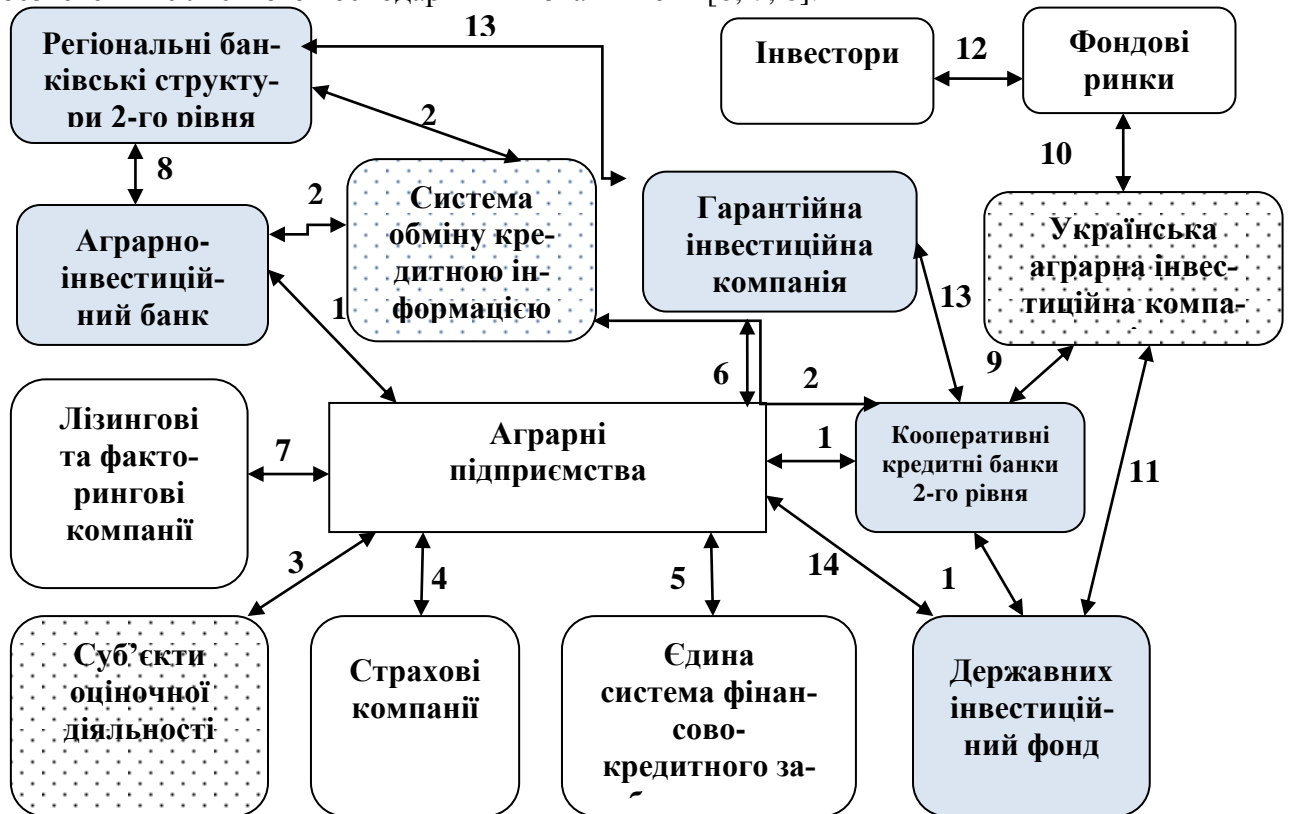 13
Регіональні бан-
ківські структу-
ри 2-го рівня
Інвестори
12
Фондові
ринки
2
10
8
2
Система
обміну кре-
дитною ін-
формацією
Гарантійна
інвестиційна
компанія
Українська
аграрна інвес-
тиційна компа-
Аграрно-
інвестицій-
ний банк
1
13
6
2
9
Лізингові
та факто-
рингові
компанії
7
Аграрні
підприємства
1
Кооперативні
кредитні банки
2-го рівня
11
3
4
5
14
1
Суб’єкти
оціночної
діяльності
Страхові
компанії
Єдина
система фінан-
сово-
кредитного за-
Державних
інвестицій-
ний фонд